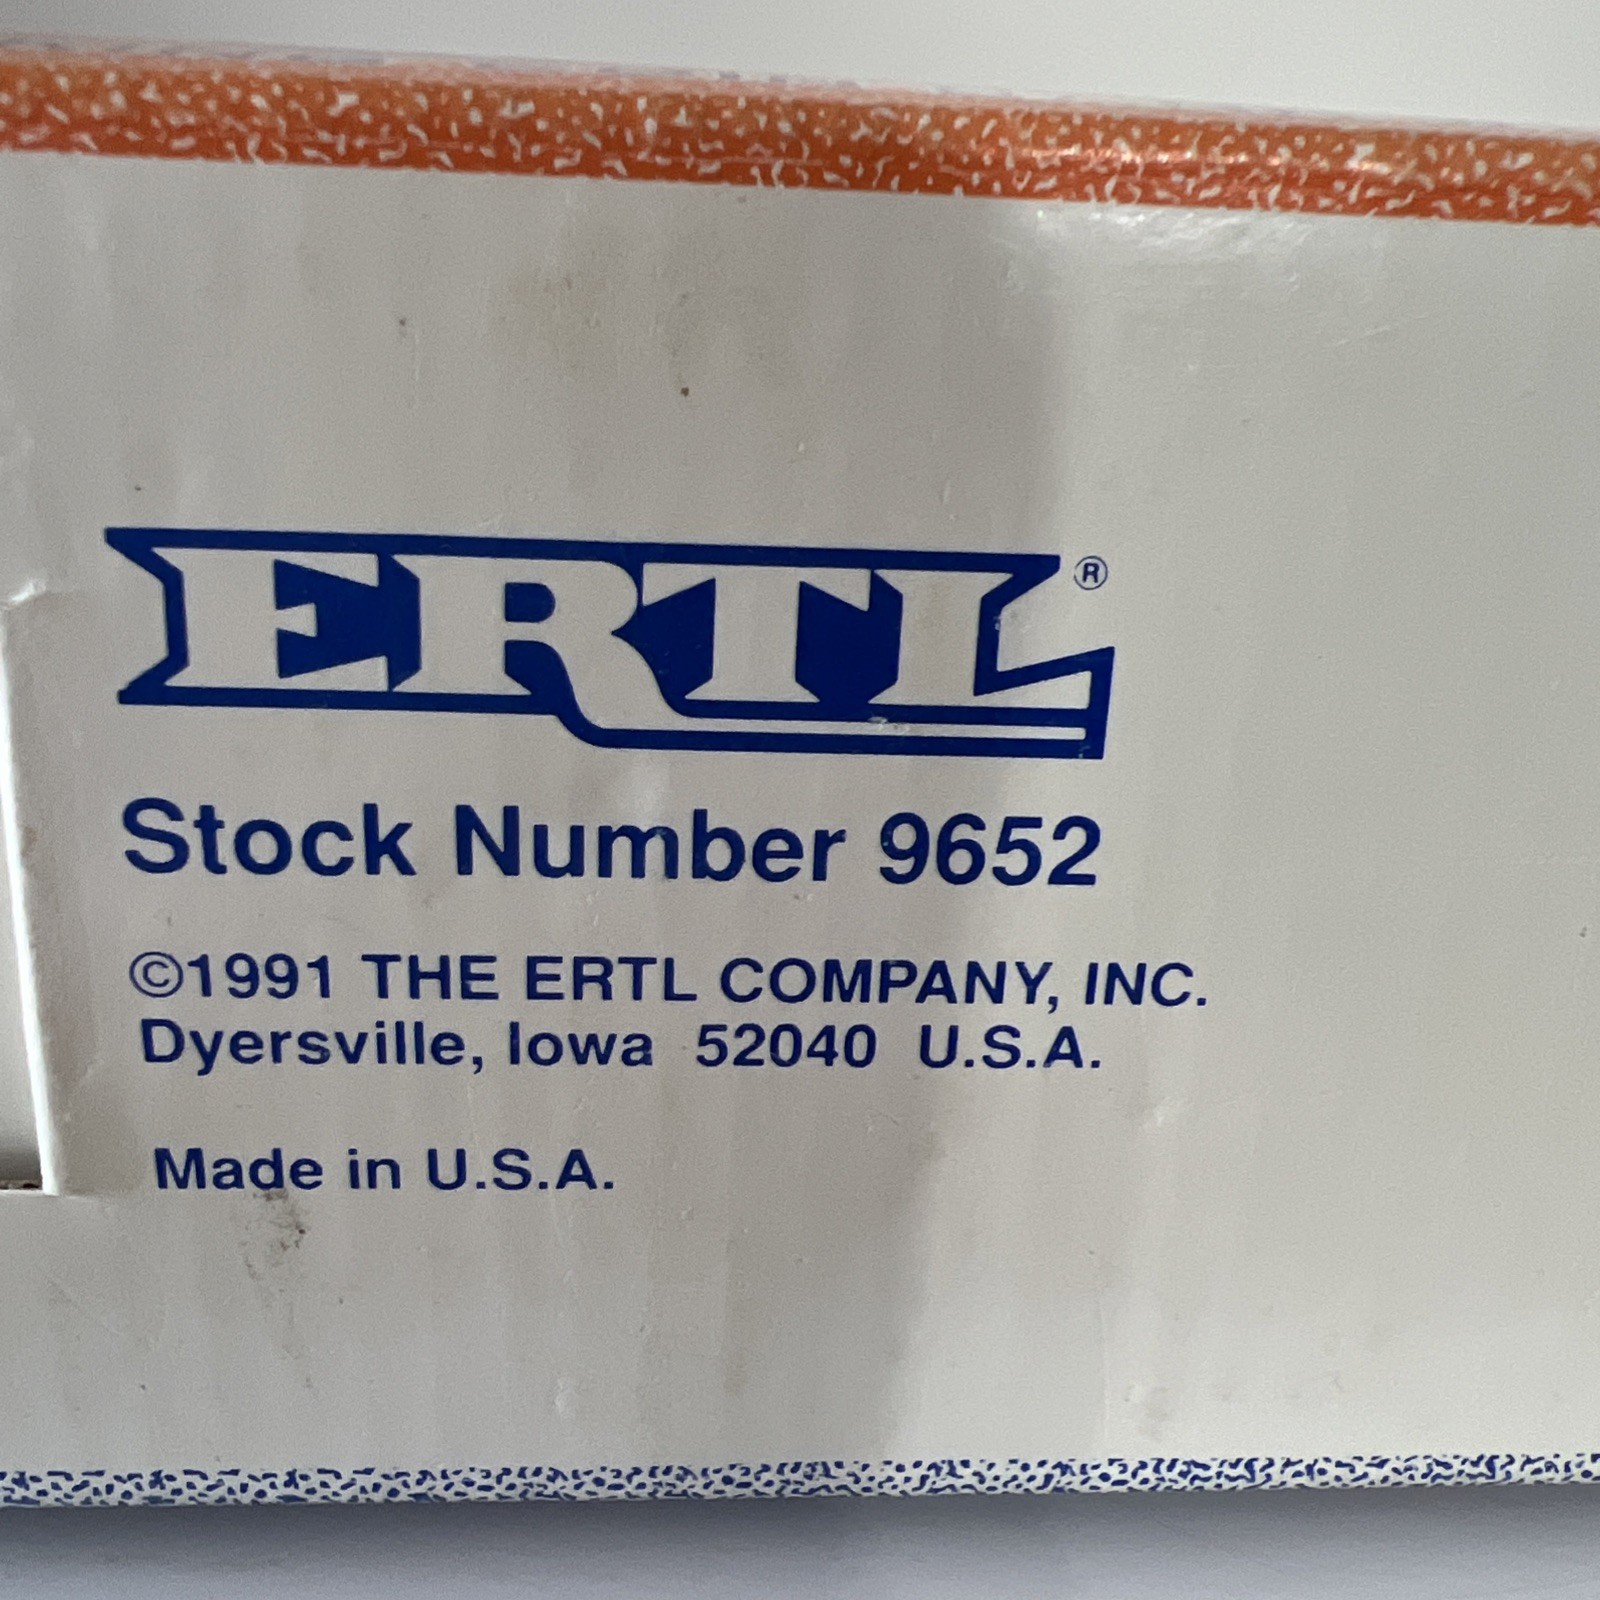 ERTL®
Stock Number 9652
©1991 THE ERTL COMPANY, INC.
Dyersville, Iowa 52040 U.S.A.
Made in U.S.A.